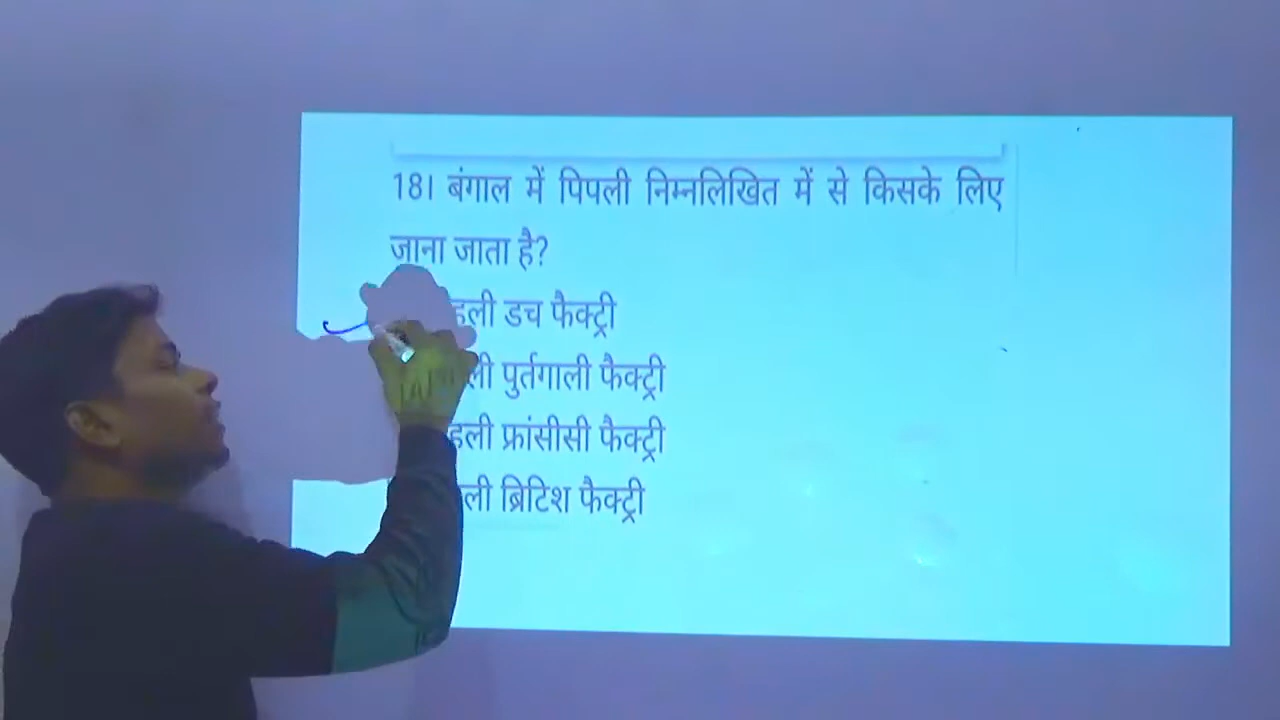 18। बंगाल में पिपली निम्नलिखित में से किसके लिए
जाना जाता है?
डच फैक्ट्री
पुर्तगाली फैक्ट्री
फ्रांसीसी फैक्ट्री
ब्रिटिश फैक्ट्री